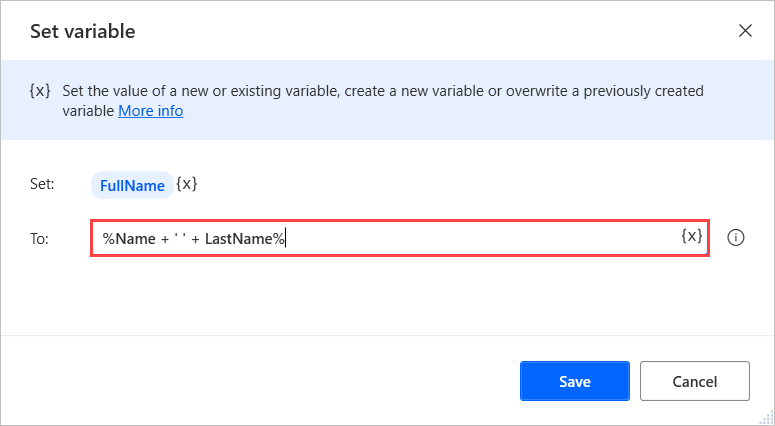 Set variable
{x} Set the value of a new or existing variable, create a new variable or overwrite a previously created
variable More info
Set: FullName {x}
To: %Name + ' ' + LastName% {x}
Save Cancel